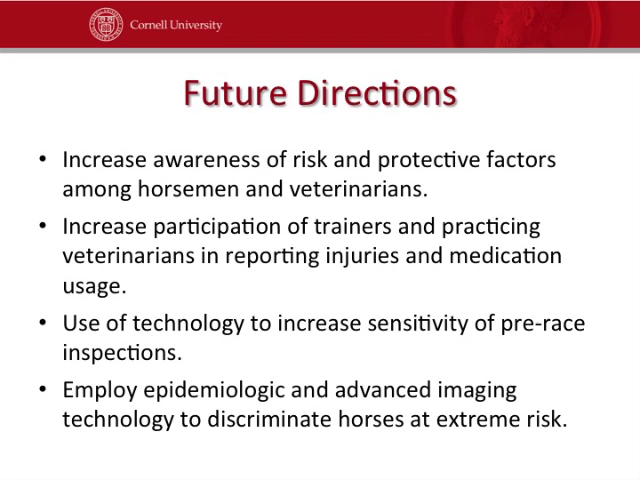 Cornell University
Future Directions
• Increase awareness of risk and protective factors
among horsemen and veterinarians.
• Increase participation of trainers and practicing
veterinarians in reporting injuries and medication
usage.
• Use of technology to increase sensitivity of pre-race
inspections.
• Employ epidemiologic and advanced imaging
technology to discriminate horses at extreme risk.